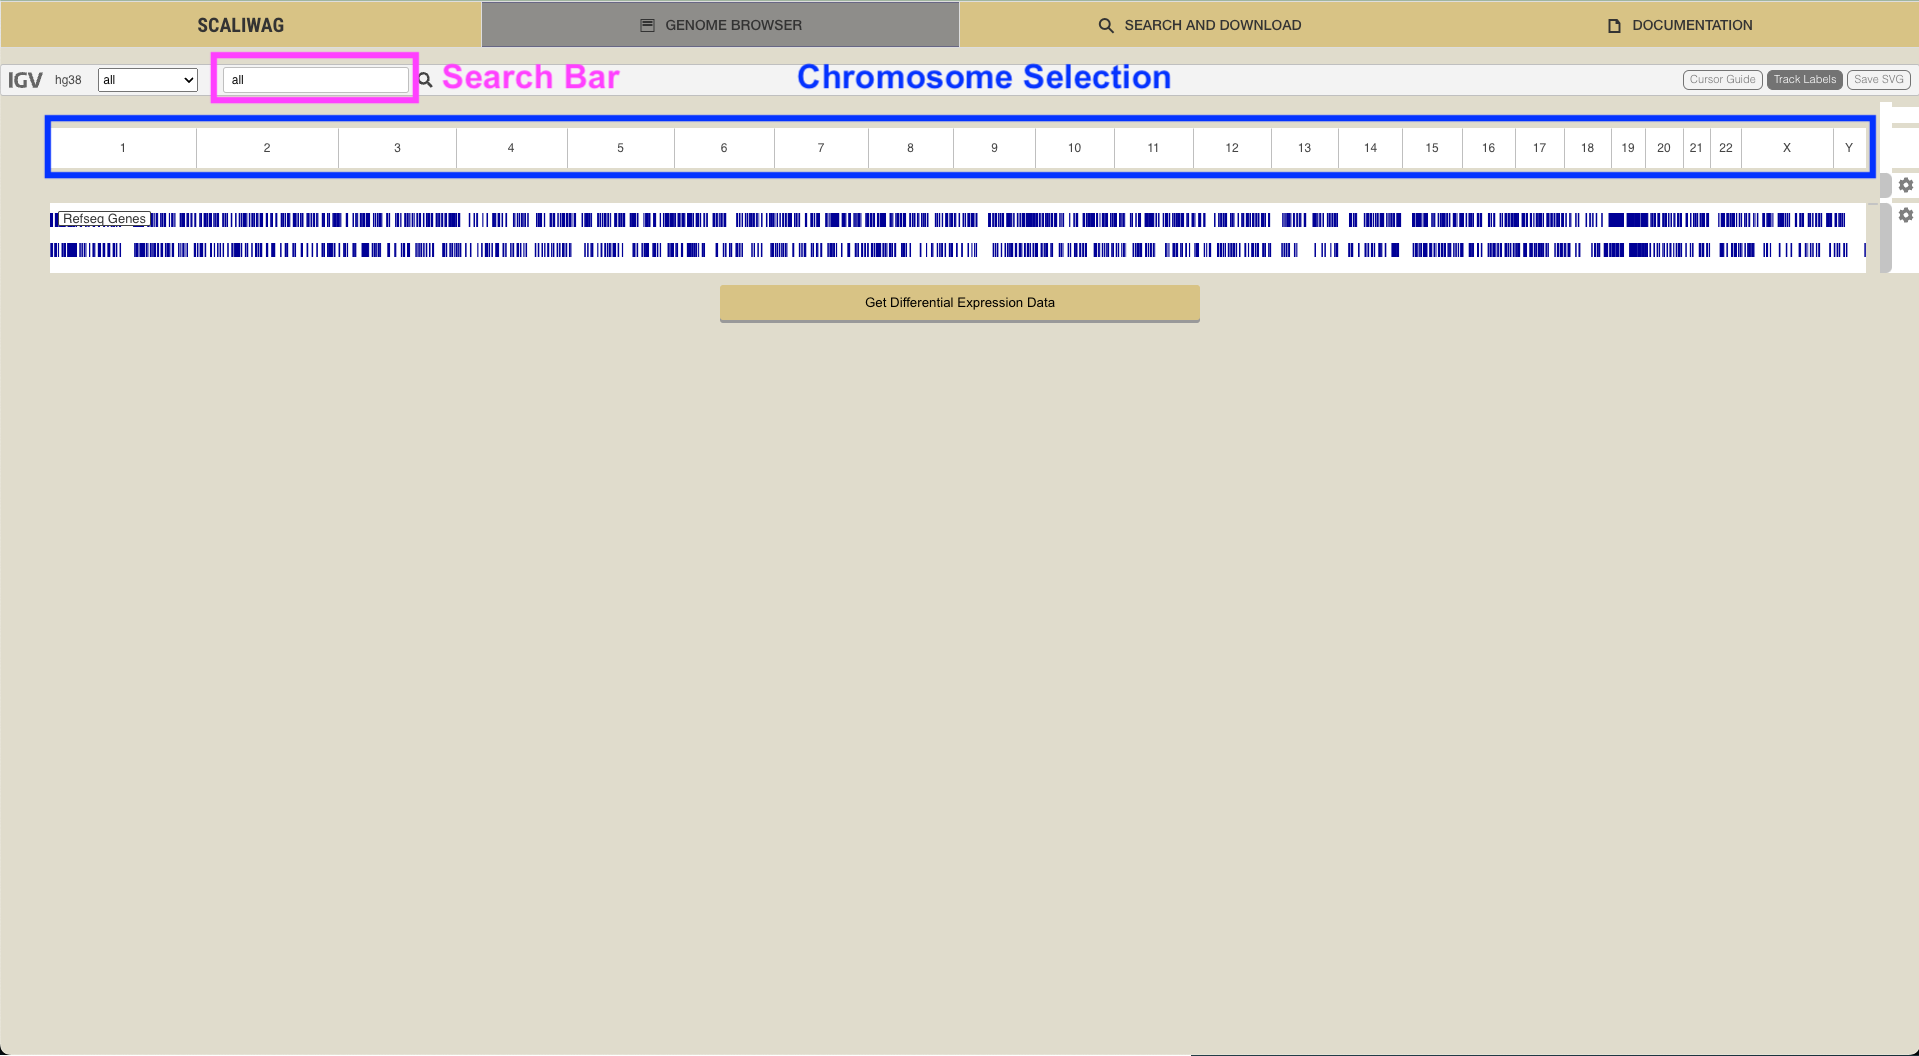 SCALIWAG
GENOME BROWSER
SEARCH AND DOWNLOAD
DOCUMENTATION
IGV hg38 all all Search Bar Chromosome Selection Cursor Guide Track Labels Save SVG
1 2 3 4 5 6 7 8 9 10 11 12 13 14 15 16 17 18 19 20 21 22 X Y
Refseq Genes
Get Differential Expression Data